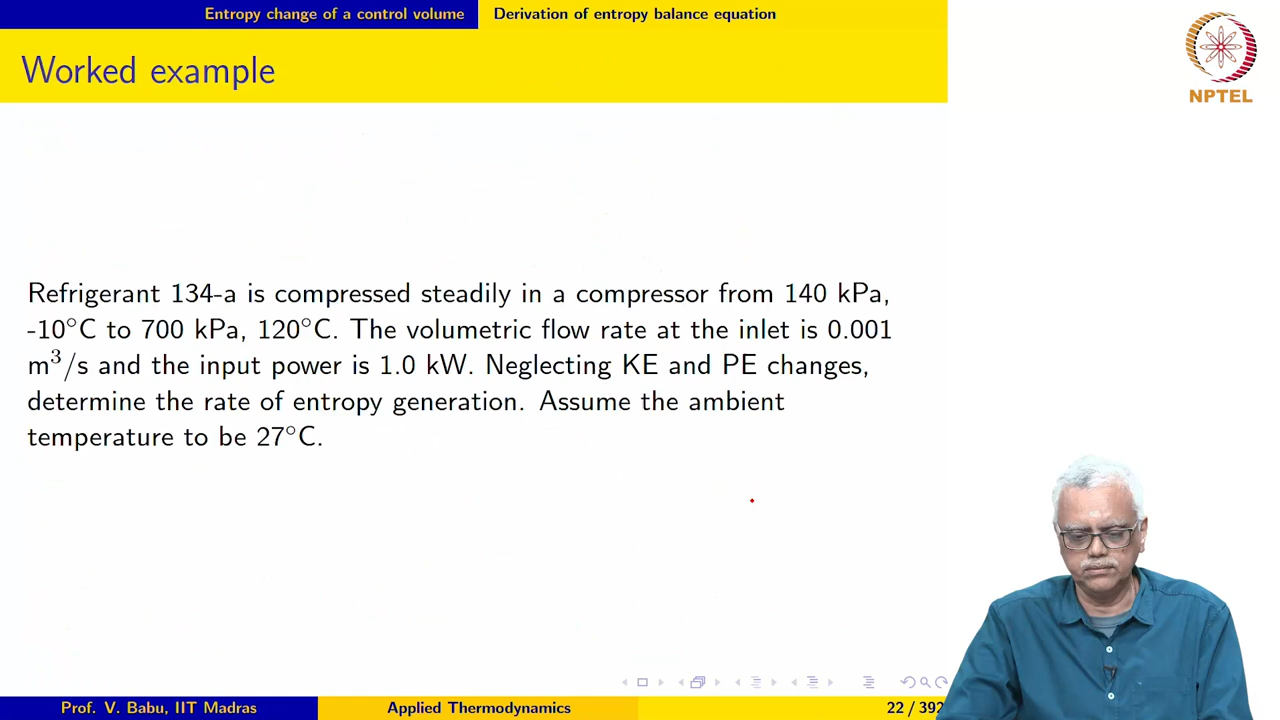 Entropy change of a control volume Derivation of entropy balance equation
Worked example
NPTEL
Refrigerant 134-a is compressed steadily in a compressor from 140 kPa,
-10°C to 700 kPa, 120°C. The volumetric flow rate at the inlet is 0.001
m³/s and the input power is 1.0 kW. Neglecting KE and PE changes,
determine the rate of entropy generation. Assume the ambient
temperature to be 27°C.
Prof. V. Babu, IIT Madras Applied Thermodynamics 22 / 392